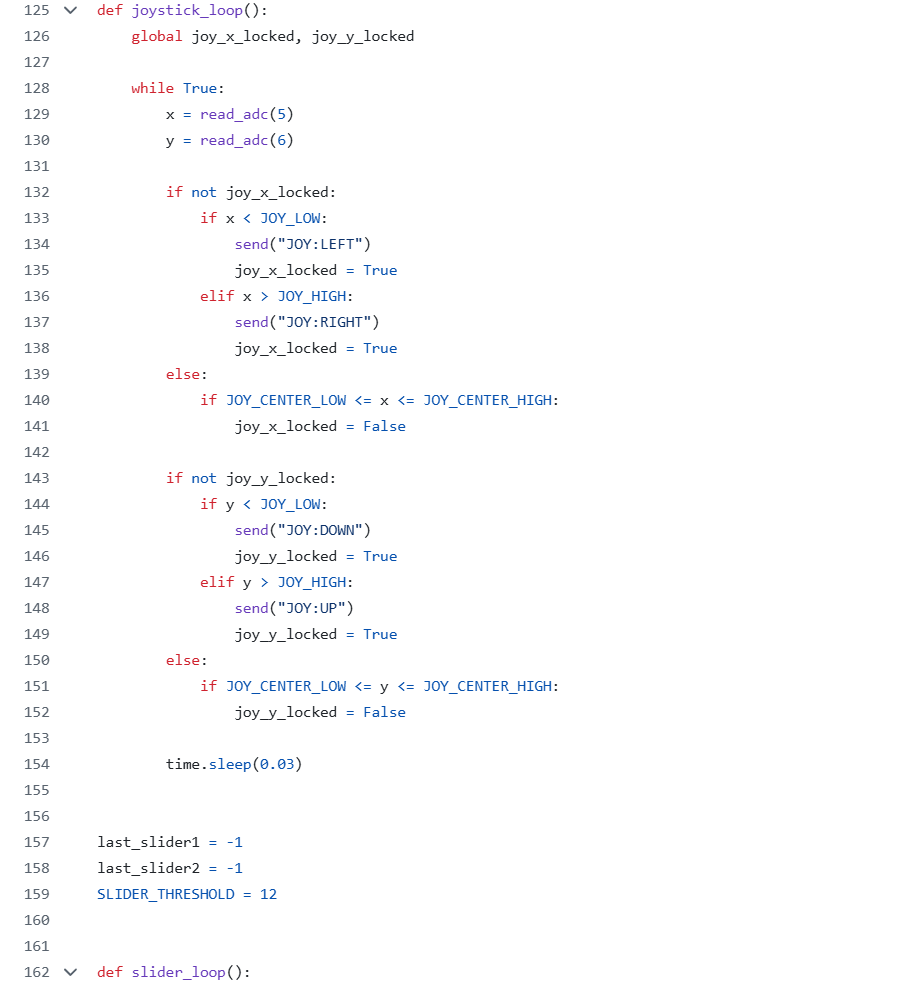 125 def joystick_loop():
126     global joy_x_locked, joy_y_locked
127
128     while True:
129         x = read_adc(5)
130         y = read_adc(6)
131
132         if not joy_x_locked:
133             if x < JOY_LOW:
134                 send("JOY:LEFT")
135                 joy_x_locked = True
136             elif x > JOY_HIGH:
137                 send("JOY:RIGHT")
138                 joy_x_locked = True
139         else:
140             if JOY_CENTER_LOW <= x <= JOY_CENTER_HIGH:
141                 joy_x_locked = False
142
143         if not joy_y_locked:
144             if y < JOY_LOW:
145                 send("JOY:DOWN")
146                 joy_y_locked = True
147             elif y > JOY_HIGH:
148                 send("JOY:UP")
149                 joy_y_locked = True
150         else:
151             if JOY_CENTER_LOW <= y <= JOY_CENTER_HIGH:
152                 joy_y_locked = False
153
154         time.sleep(0.03)
155
156
157 last_slider1 = -1
158 last_slider2 = -1
159 SLIDER_THRESHOLD = 12
160
161
162 def slider_loop():